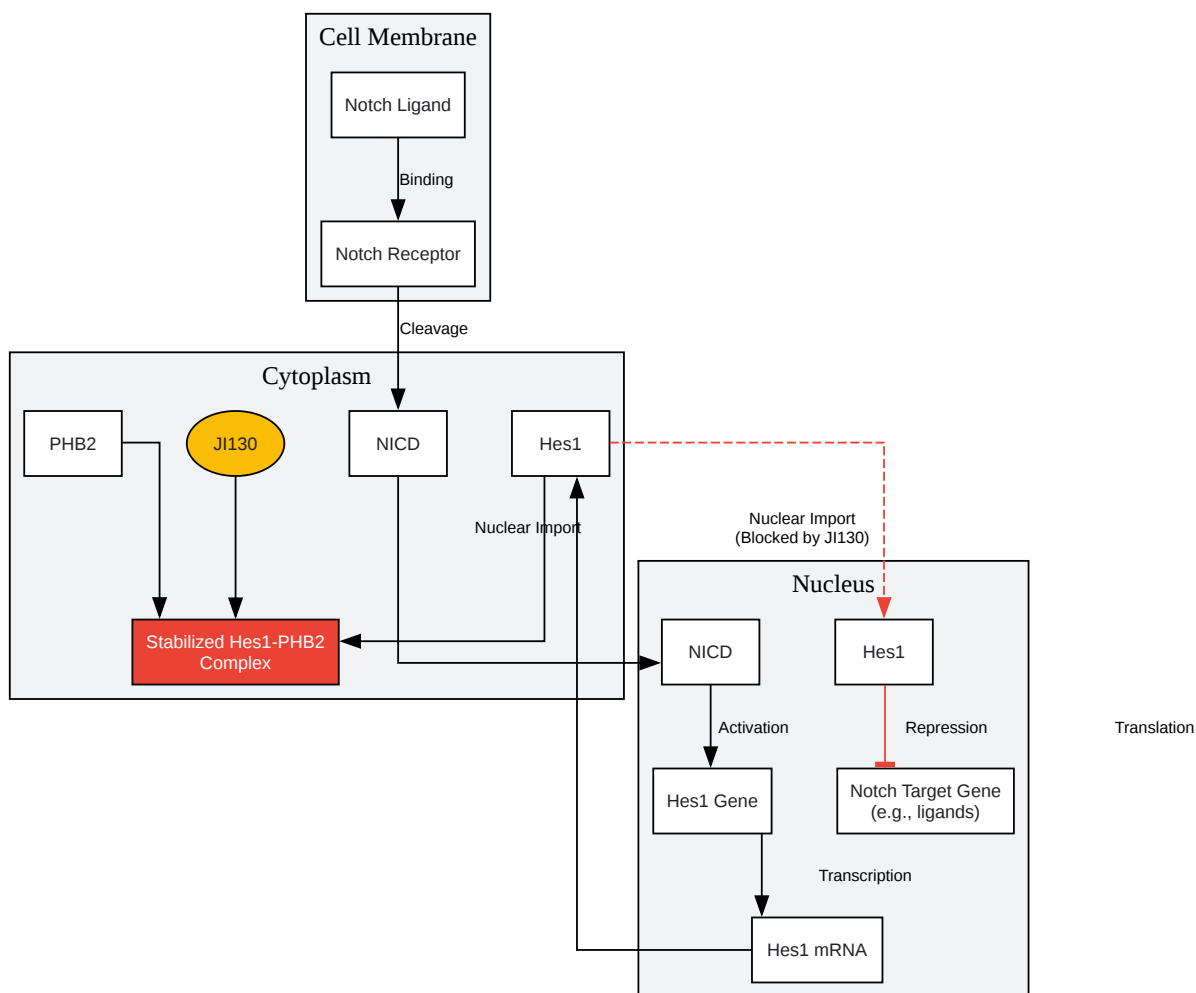 Cell Membrane
Notch Ligand
Binding
Notch Receptor
Cleavage
Cytoplasm
PHB2
JI130
NICD
Hes1
Nuclear Import
Nuclear Import
(Blocked by JI130)
Stabilized Hes1-PHB2
Complex
Nucleus
NICD
Hes1
Activation
Repression
Translation
Hes1 Gene
Notch Target Gene
(e.g., ligands)
Transcription
Hes1 mRNA